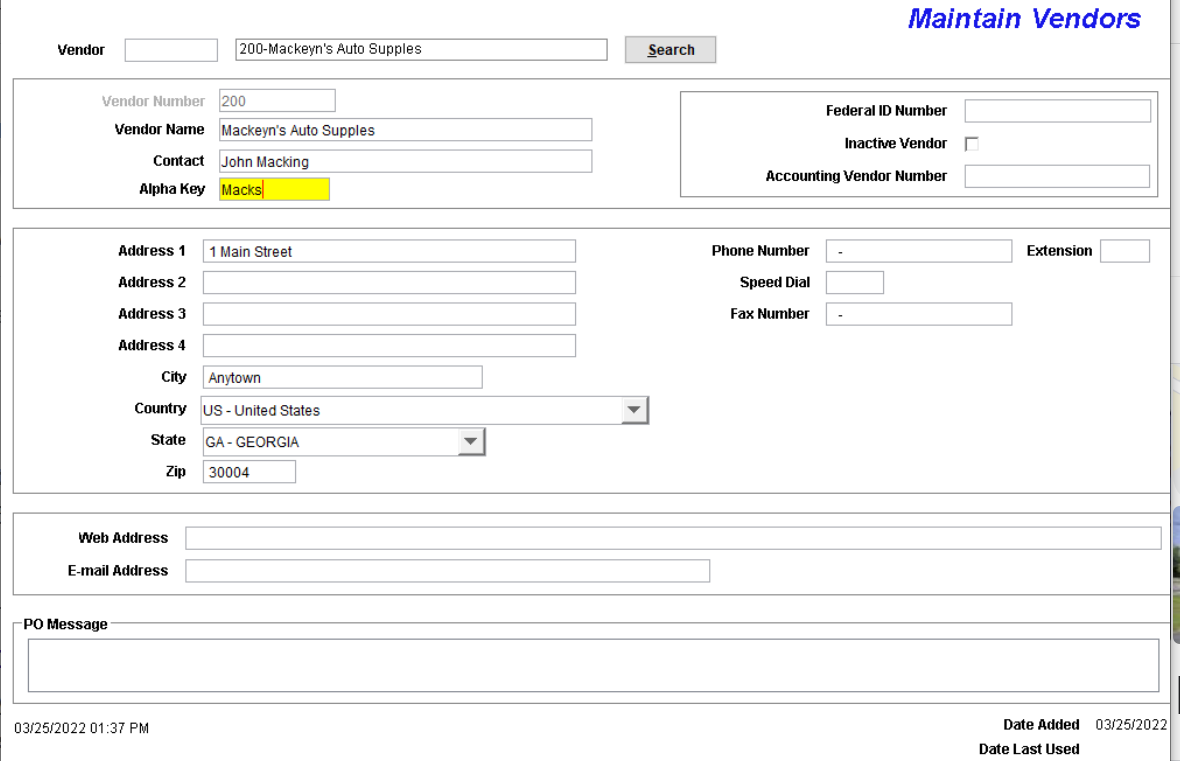 Maintain Vendors
Vendor 200-Mackeyn's Auto Supples Search
Vendor Number 200
Vendor Name Mackeyn's Auto Supples
Contact John Macking
Alpha Key Macks
Federal ID Number
Inactive Vendor
Accounting Vendor Number
Address 1 1 Main Street
Address 2
Address 3
Address 4
City Anytown
Country US - United States
State GA - GEORGIA
Zip 30004
Phone Number - Extension
Speed Dial
Fax Number -
Web Address
E-mail Address
PO Message
03/25/2022 01:37 PM
Date Added 03/25/2022
Date Last Used